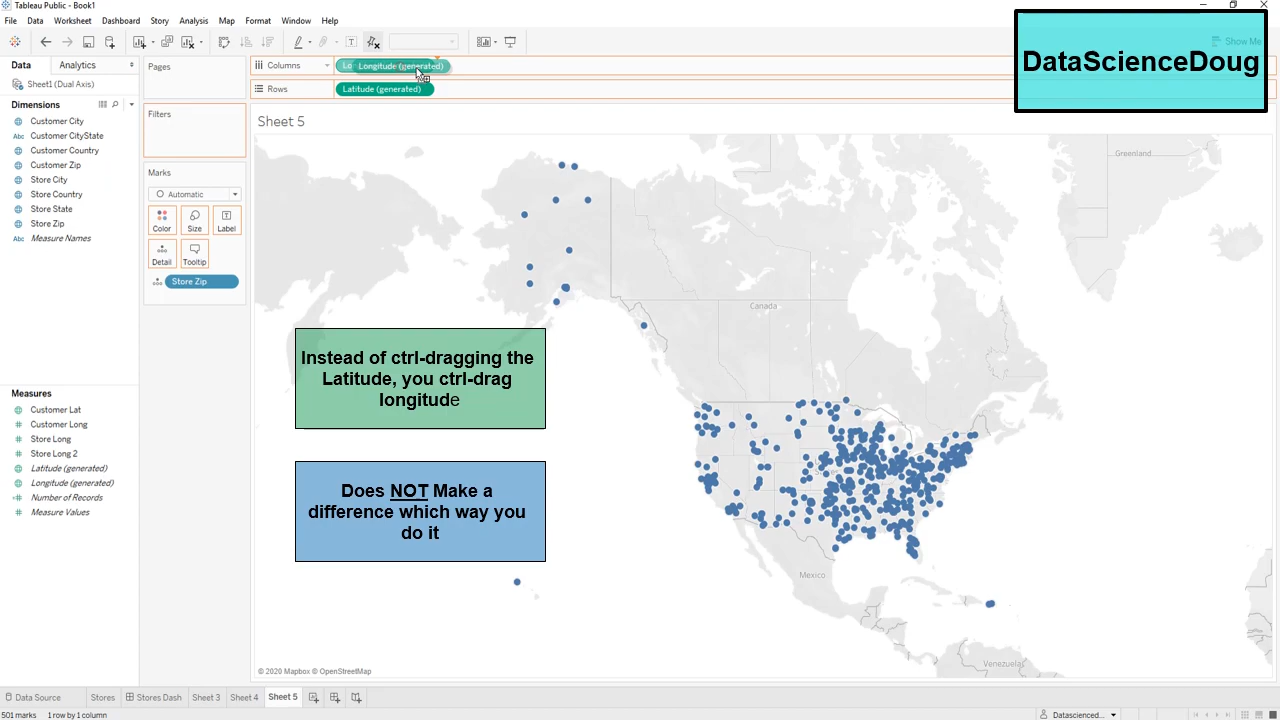 Tableau Public - Book1
File Data Worksheet Dashboard Story Analysis Map Format Window Help
Show Me
DataScienceDoug
Data Analytics
Sheet1 (Dual Axis)
Dimensions
Customer City
Abc Customer CityState
Customer Country
Customer Zip
Store City
Store Country
Store State
Store Zip
Abc Measure Names
Measures
Customer Lat
Customer Long
Store Long
Store Long 2
Latitude (generated)
Longitude (generated)
Number of Records
Measure Values
Pages
Filters
Marks
Automatic
Color Size Label
Detail Tooltip
Store Zip
Columns Lo Longitude (generated)
Rows Latitude (generated)
Sheet 5
Greenland
Canada
Mexico
Venezuela
Instead of ctrl-dragging the
Latitude, you ctrl-drag
longitude
Does NOT Make a
difference which way you
do it
© 2020 Mapbox © OpenStreetMap
Data Source Stores Stores Dash Sheet 3 Sheet 4 Sheet 5
501 marks 1 row by 1 column Datascienced...